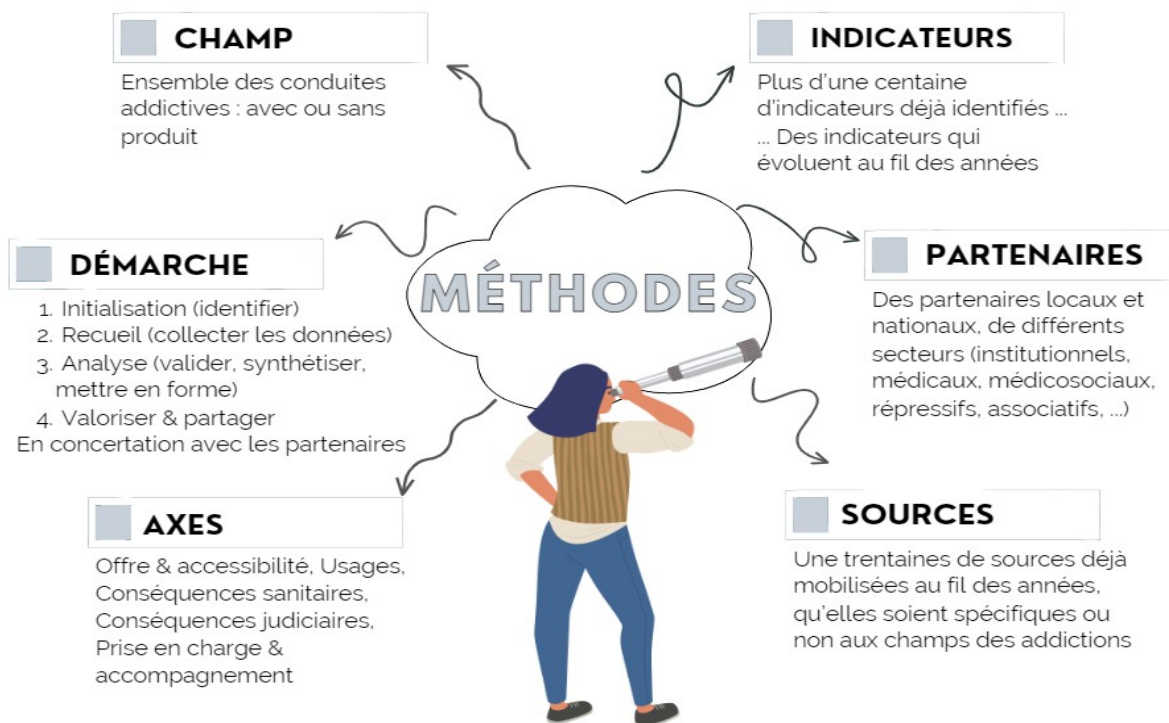 CHAMP
Ensemble des conduites
addictives : avec ou sans
produit
INDICATEURS
Plus d'une centaine
d'indicateurs déjà identifiés ...
... Des indicateurs qui
évoluent au fil des années
MÉTHODES
DÉMARCHE
1. Initialisation (identifier)
2. Recueil (collecter les données)
3. Analyse (valider, synthétiser,
mettre en forme)
4. Valoriser & partager
En concertation avec les partenaires
PARTENAIRES
Des partenaires locaux et
nationaux, de différents
secteurs (institutionnels,
médicaux, médicosociaux,
répressifs, associatifs, ...)
AXES
Offre & accessibilité, Usages,
Conséquences sanitaires,
Conséquences judiciaires,
Prise en charge &
accompagnement
SOURCES
Une trentaines de sources déjà
mobilisées au fil des années,
qu'elles soient spécifiques ou
non aux champs des addictions